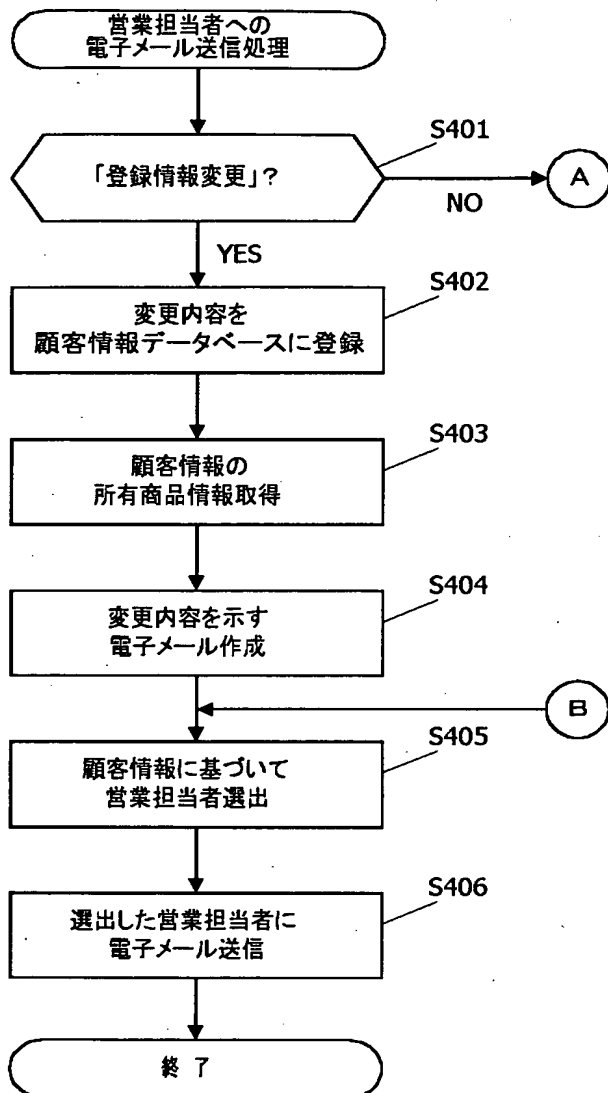 営業担当者への
電子メール送信処理
S401
「登録情報変更」?
A
NO
YES
S402
変更内容を
顧客情報データベースに登録
S403
顧客情報の
所有商品情報取得
S404
変更内容を示す
電子メール作成
B
S405
顧客情報に基づいて
営業担当者選出
S406
選出した営業担当者に
電子メール送信
終了